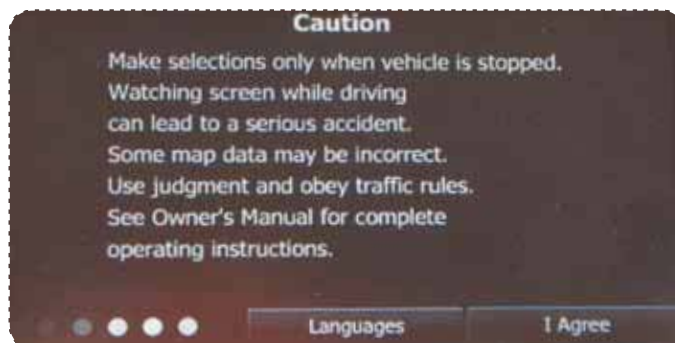 Caution
Make selections only when vehicle is stopped.
Watching screen while driving
can lead to a serious accident.
Some map data may be incorrect.
Use judgment and obey traffic rules.
See Owner's Manual for complete
operating instructions.
Languages
I Agree